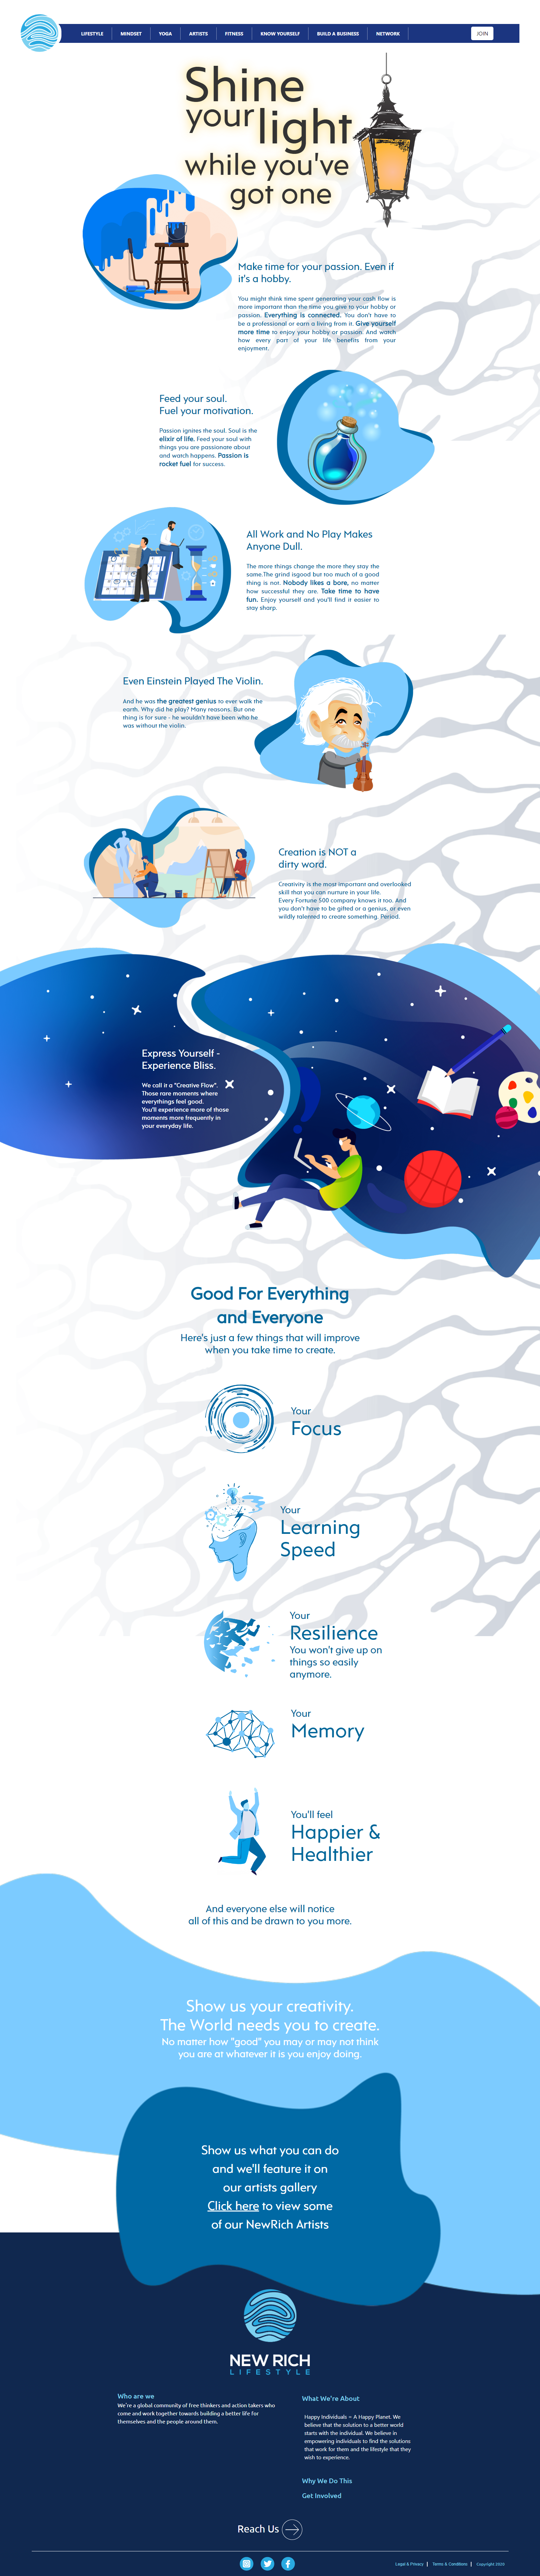 LIFESTYLE MINDSET YOGA ARTISTS FITNESS KNOW YOURSELF BUILD A BUSINESS NETWORK JOIN
Shine
your light
while you've
got one
Make time for your passion. Even if
it's a hobby.
You might think time spent generating your cash flow is
more important than the time you give to your hobby or
passion. Everything is connected. You don't have to
be a professional or earn a living from it. Give yourself
more time to enjoy your hobby or passion. And watch
how every part of your life benefits from your
enjoyment.
Feed your soul.
Fuel your motivation.
Passion ignites the soul. Soul is the
elixir of life. Feed your soul with
things you are passionate about
and watch happens. Passion is
rocket fuel for success.
All Work and No Play Makes
Anyone Dull.
The more things change the more they stay the
same.The grind isgood but too much of a good
thing is not. Nobody likes a bore, no matter
how successful they are. Take time to have
fun. Enjoy yourself and you'll find it easier to
stay sharp.
Even Einstein Played The Violin.
And he was the greatest genius to ever walk the
earth. Why did he play? Many reasons. But one
thing is for sure - he wouldn't have been who he
was without the violin.
Creation is NOT a
dirty word.
Creativity is the most important and overlooked
skill that you can nurture in your life.
Every Fortune 500 company knows it too. And
you don't have to be gifted or a genius, or even
wildly talented to create something. Period.
Express Yourself -
Experience Bliss.
We call it a "Creative Flow".
Those rare moments where
everythings feel good.
You'll experience more of those
moments more frequently in
your everyday life.
Good For Everything
and Everyone
Here's just a few things that will improve
when you take time to create.
Your
Focus
Your
Learning
Speed
Your
Resilience
You won't give up on
things so easily
anymore.
Your
Memory
You'll feel
Happier &
Healthier
And everyone else will notice
all of this and be drawn to you more.
Show us your creativity.
The World needs you to create.
No matter how "good" you may or may not think
you are at whatever it is you enjoy doing.
Show us what you can do
and we'll feature it on
our artists gallery
Click here to view some
of our NewRich Artists
NEW RICH
LIFESTYLE
Who are we
We're a global community of free thinkers and action takers who
come and work together towards building a better life for
themselves and the people around them.
What We're About
Happy Individuals = A Happy Planet. We
believe that the solution to a better world
starts with the individual. We believe in
empowering individuals to find the solutions
that work for them and the lifestyle that they
wish to experience.
Why We Do This
Get Involved
Reach Us
Legal & Privacy | Terms & Conditions | Copyright 2020